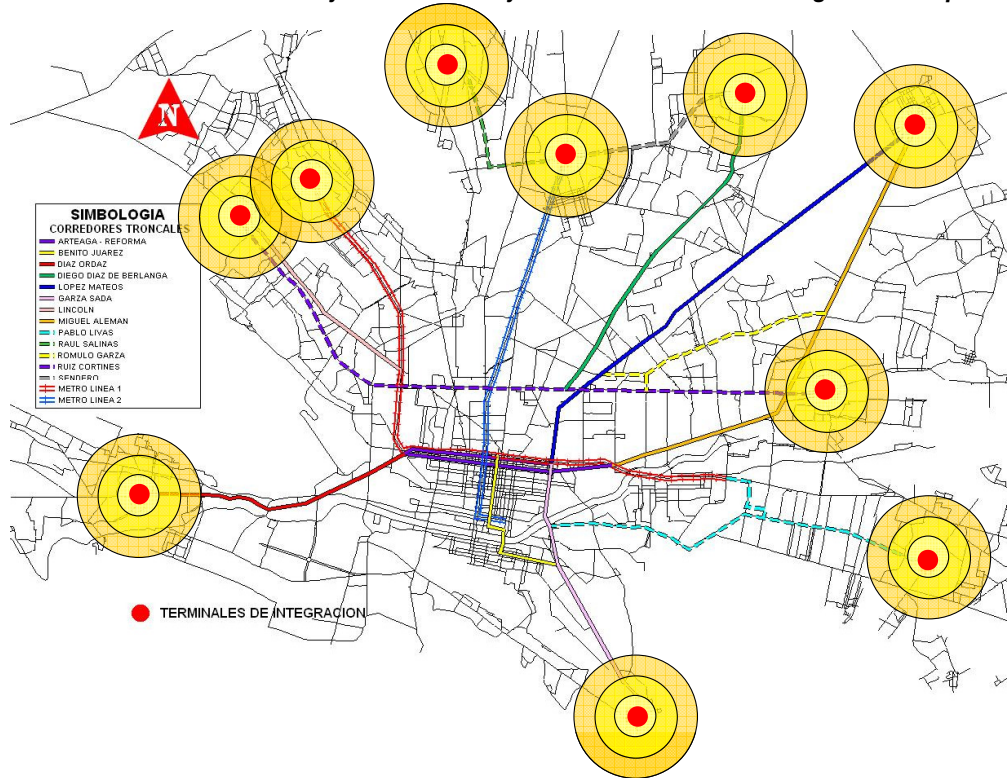 N
SIMBOLOGIA
CORREDORES TRONCALES
ARTEAGA - REFORMA
BENITO JUAREZ
DIAZ ORDAZ
DIEGO DIAZ DE BERLANGA
LOPEZ MATEOS
GARZA SADA
LINCOLN
MIGUEL ALEMAN
PABLO LIVAS
RAUL SALINAS
ROMULO GARZA
RUIZ CORTINES
SENDERO
METRO LINEA 1
METRO LINEA 2
TERMINALES DE INTEGRACION